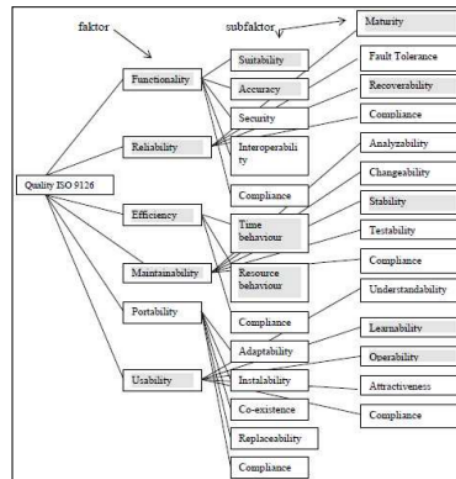 faktor
subfaktor
Quality ISO 9126
Functionality
Reliability
Efficiency
Maintainability
Portability
Usability
Suitability
Accuracy
Security
Interoperabili
ty
Compliance
Time
behaviour
Resource
behaviour
Compliance
Adaptability
Instalability
Co-existence
Replaceability
Compliance
Maturity
Fault Tolerance
Recoverability
Compliance
Analyzability
Changeability
Stability
Testability
Compliance
Understandability
Learnability
Operability
Attractiveness
Compliance